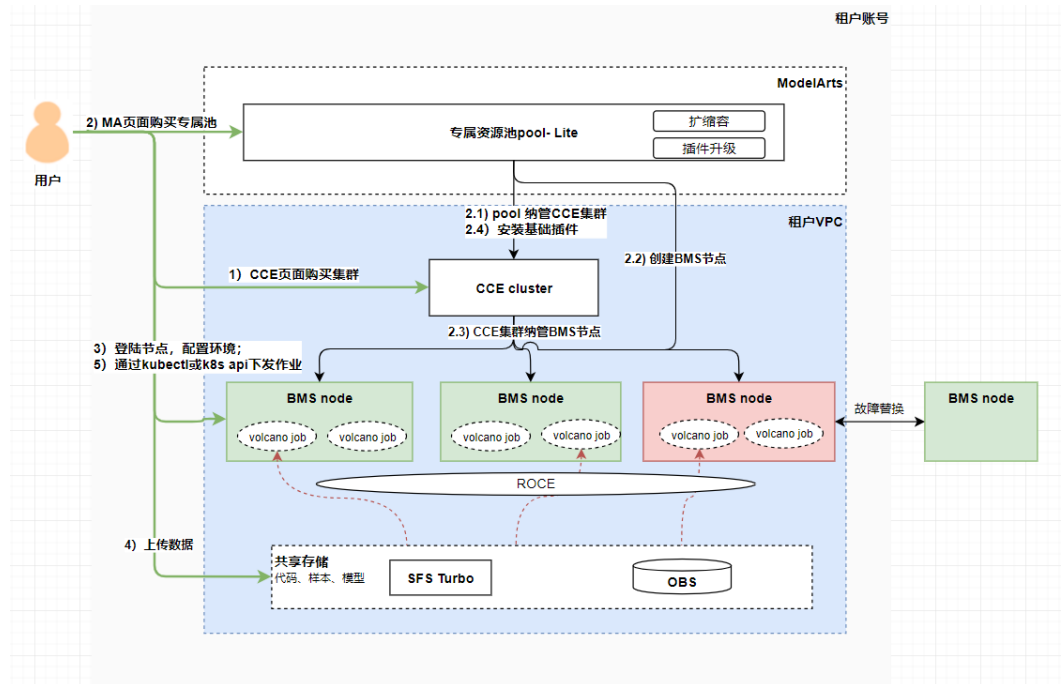 租户账号
ModelArts
2) MA页面购买专属池
专属资源池pool- Lite
扩缩容
插件升级
用户
2.1) pool 纳管CCE集群
2.4）安装基础插件
租户VPC
2.2) 创建BMS节点
1）CCE页面购买集群
CCE cluster
2.3) CCE集群纳管BMS节点
3）登陆节点，配置环境；
5）通过kubectl或k8s api下发作业
BMS node
volcano job
volcano job
BMS node
volcano job
volcano job
BMS node
volcano job
volcano job
故障替换
BMS node
ROCE
4）上传数据
共享存储
代码、样本、模型
SFS Turbo
OBS